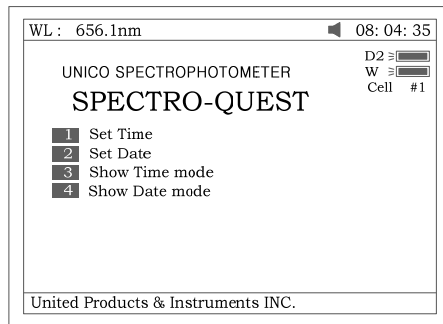 WL : 656.1nm 08: 04: 35
D2
W
Cell #1
UNICO SPECTROPHOTOMETER
SPECTRO-QUEST
1 Set Time
2 Set Date
3 Show Time mode
4 Show Date mode
United Products & Instruments INC.